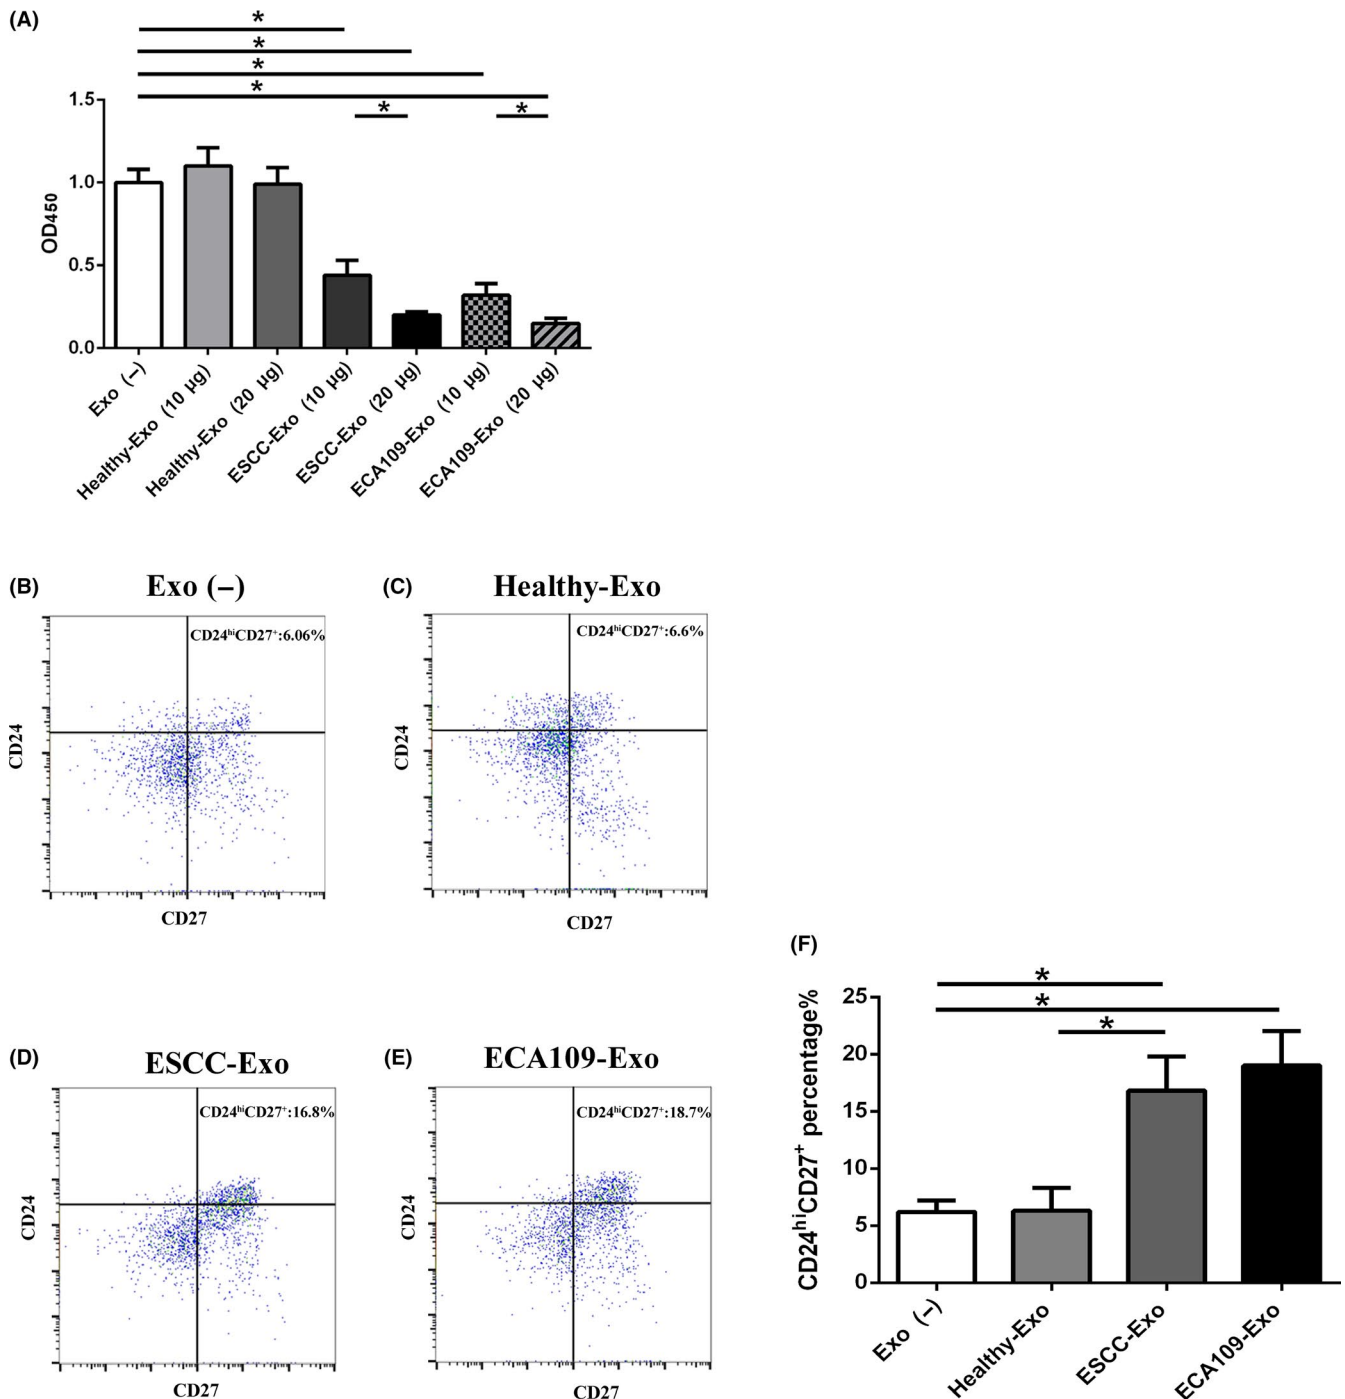 (A)
*
*
*
*
*
*
1.5
1.0
0.5
0.0
OD450
Exo (–)
Healthy-Exo (10 µg)
Healthy-Exo (20 µg)
ESCC-Exo (10 µg)
ESCC-Exo (20 µg)
ECA109-Exo (10 µg)
ECA109-Exo (20 µg)
(B)
Exo (–)
CD24ʰⁱCD27⁺:6.06%
CD24
CD27
(C)
Healthy-Exo
CD24ʰⁱCD27⁺:6.6%
CD24
CD27
(D)
ESCC-Exo
CD24ʰⁱCD27⁺:16.8%
CD24
CD27
(E)
ECA109-Exo
CD24ʰⁱCD27⁺:18.7%
CD24
CD27
(F)
*
*
*
25
20
15
10
5
0
CD24ʰⁱCD27⁺ percentage%
Exo (–)
Healthy-Exo
ESCC-Exo
ECA109-Exo